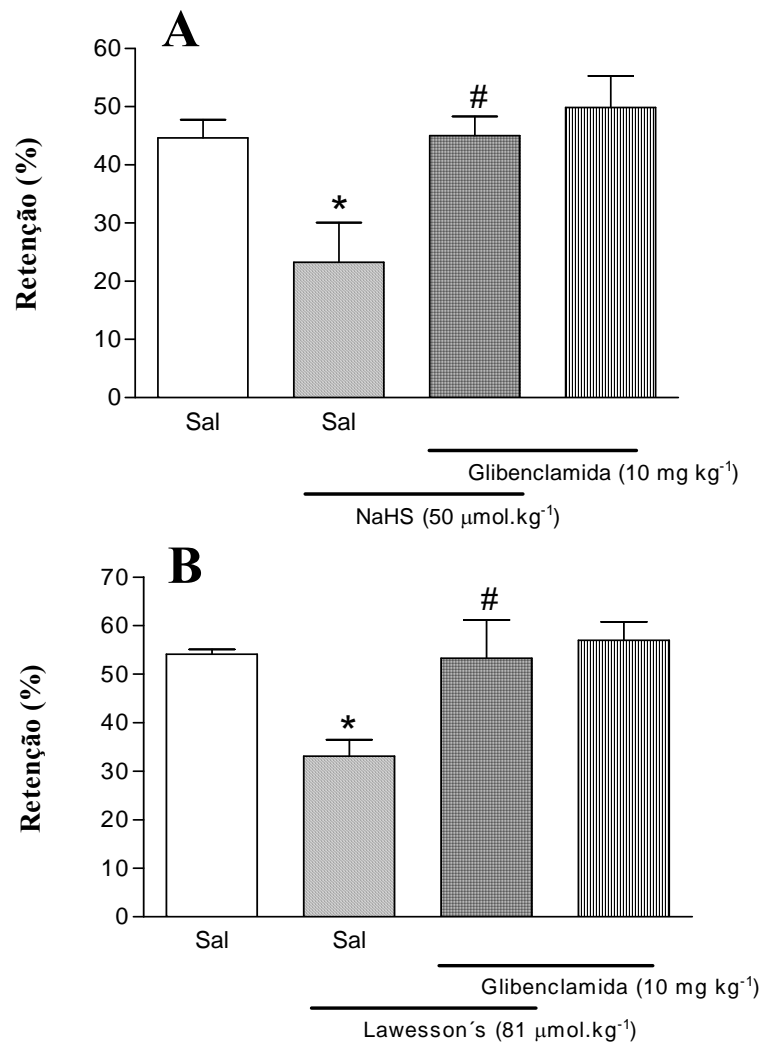 A
60
50
40
30
20
10
0
Retenção (%)
*
#
Sal Sal
Glibenclamida (10 mg kg⁻¹)
NaHS (50 μmol.kg⁻¹)
B
70
60
50
40
30
20
10
0
Retenção (%)
*
#
Sal Sal
Glibenclamida (10 mg kg⁻¹)
Lawesson´s (81 μmol.kg⁻¹)